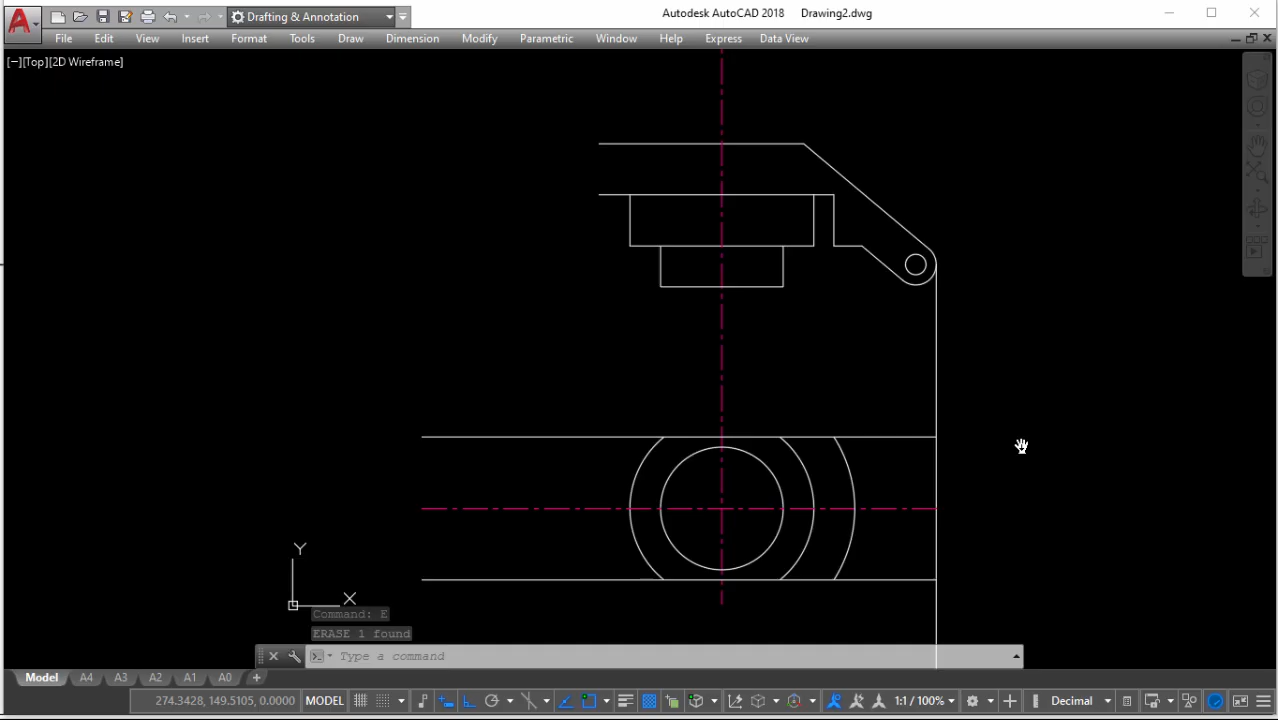 Drafting & Annotation
Autodesk AutoCAD 2018 Drawing2.dwg
File Edit View Insert Format Tools Draw Dimension Modify Parametric Window Help Express Data View
[−][Top][2D Wireframe]
Y
X
Command: E
ERASE 1 found
Type a command
Model A4 A3 A2 A1 A0 +
274.3428, 149.5105, 0.0000 MODEL 1:1 / 100% Decimal